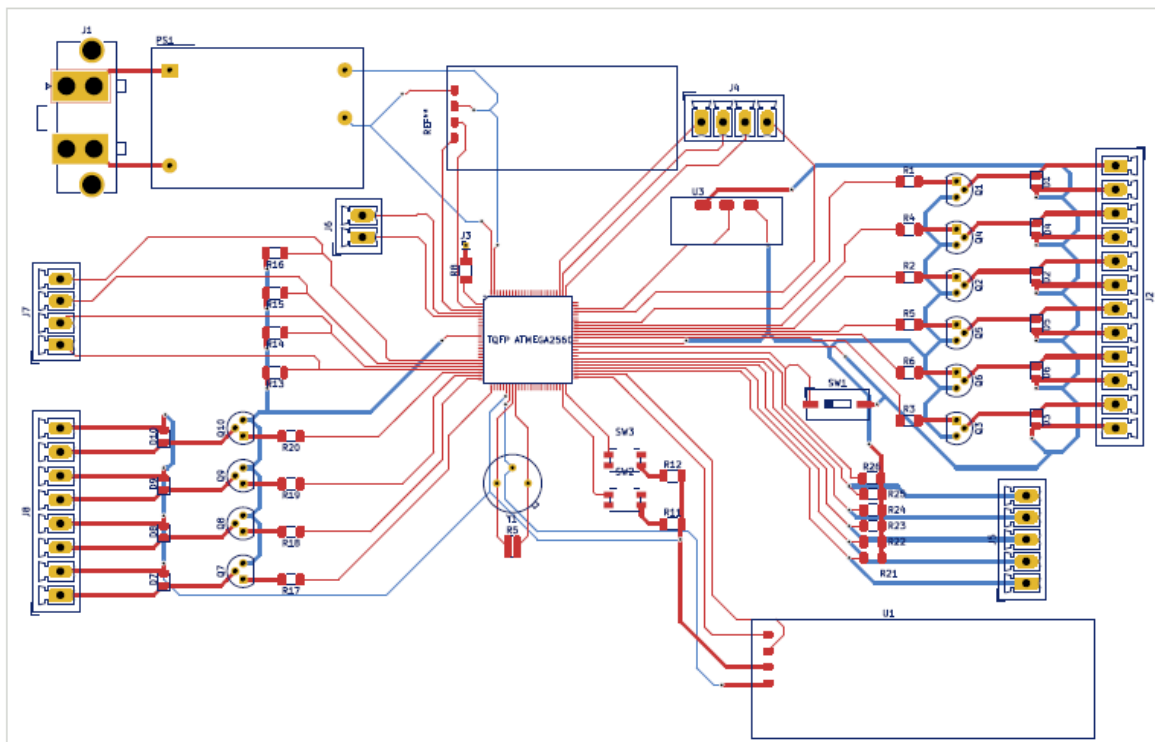 J1
PS1
REF**
J4
R1
Q1
D1
U3
J6
R4
Q4
D4
J3
R16
R2
Q2
D2
J2
R15
J7
R14
TQFP ATMEGA2560
R5
Q5
D5
R13
R6
Q6
D6
SW1
R3
Q3
D3
Q10
D10
R20
SW3
SW2
R12
R26
R25
Q9
D9
R19
J8
Q8
D8
R18
Y1
R5
R11
R24
R23
R22
R21
J5
Q7
D7
R17
U1